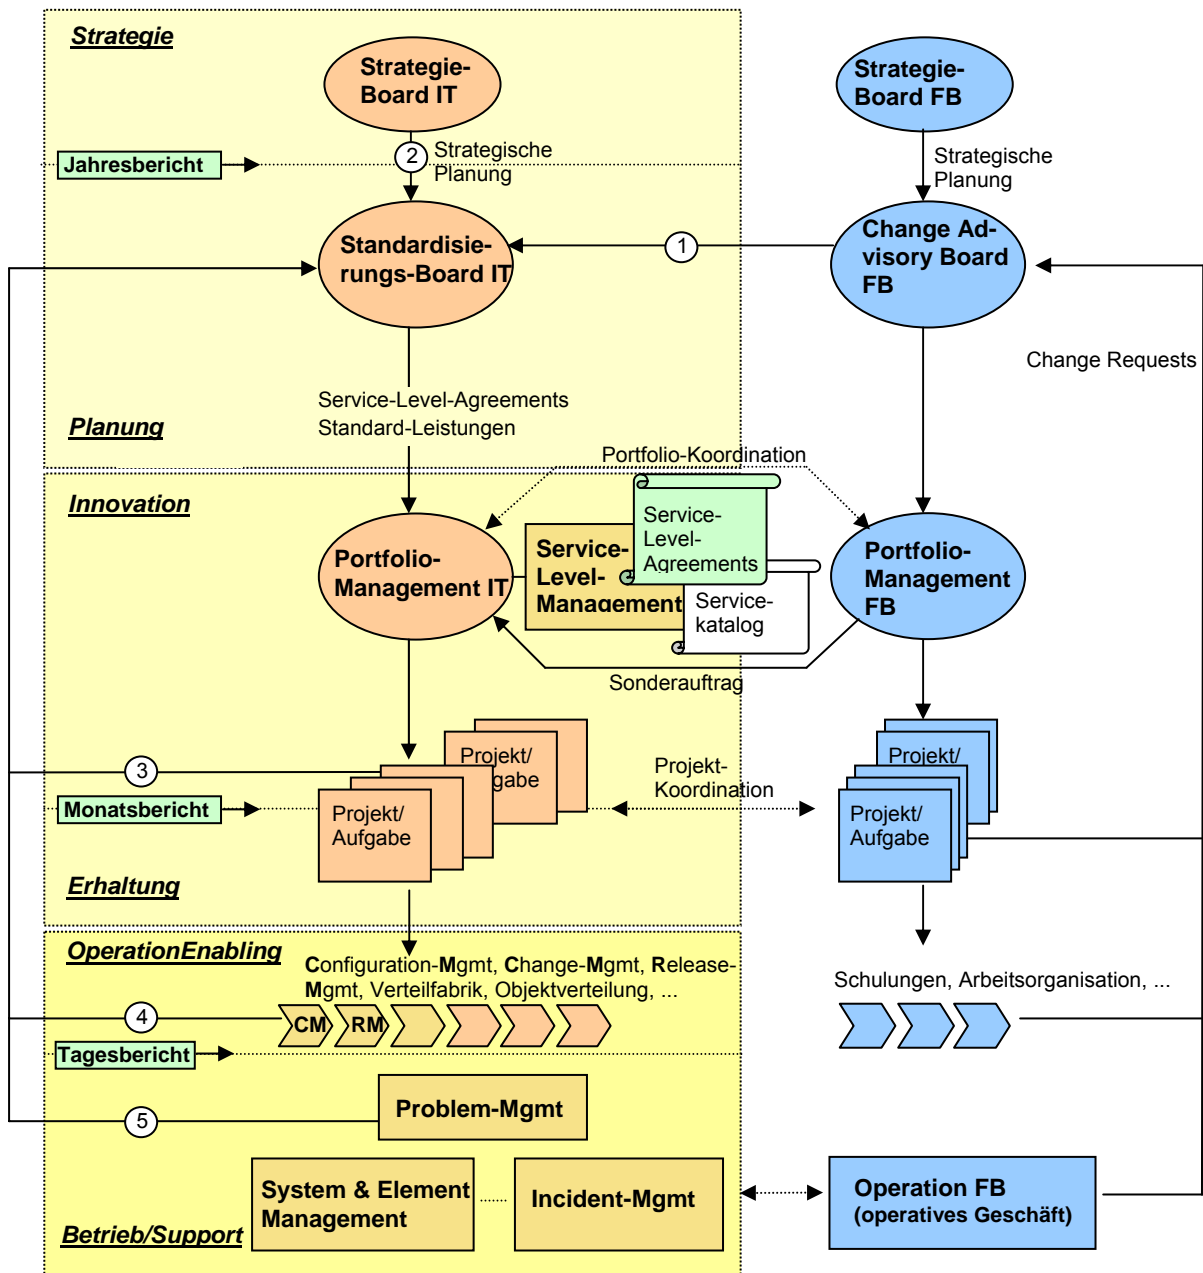 Strategie
Strategie-
Board IT
Strategie-
Board FB
Jahresbericht
2
Strategische
Planung
Strategische
Planung
Standardisie-
rungs-Board IT
1
Change Ad-
visory Board
FB
Change Requests
Service-Level-Agreements
Standard-Leistungen
Planung
Portfolio-Koordination
Innovation
Portfolio-
Management IT
Service-
Level-
Management
Service-
Level-
Agreements
Service-
katalog
Portfolio-
Management
FB
Sonderauftrag
Projekt/
Aufgabe
Projekt/
Aufgabe
3
Monatsbericht
Projekt-
Koordination
Projekt/
Projekt/
Aufgabe
Erhaltung
OperationEnabling
Configuration-Mgmt, Change-Mgmt, Release-
Mgmt, Verteilfabrik, Objektverteilung, ...
Schulungen, Arbeitsorganisation, ...
4
CM
RM
Tagesbericht
5
Problem-Mgmt
System & Element
Management
Incident-Mgmt
Operation FB
(operatives Geschäft)
Betrieb/Support